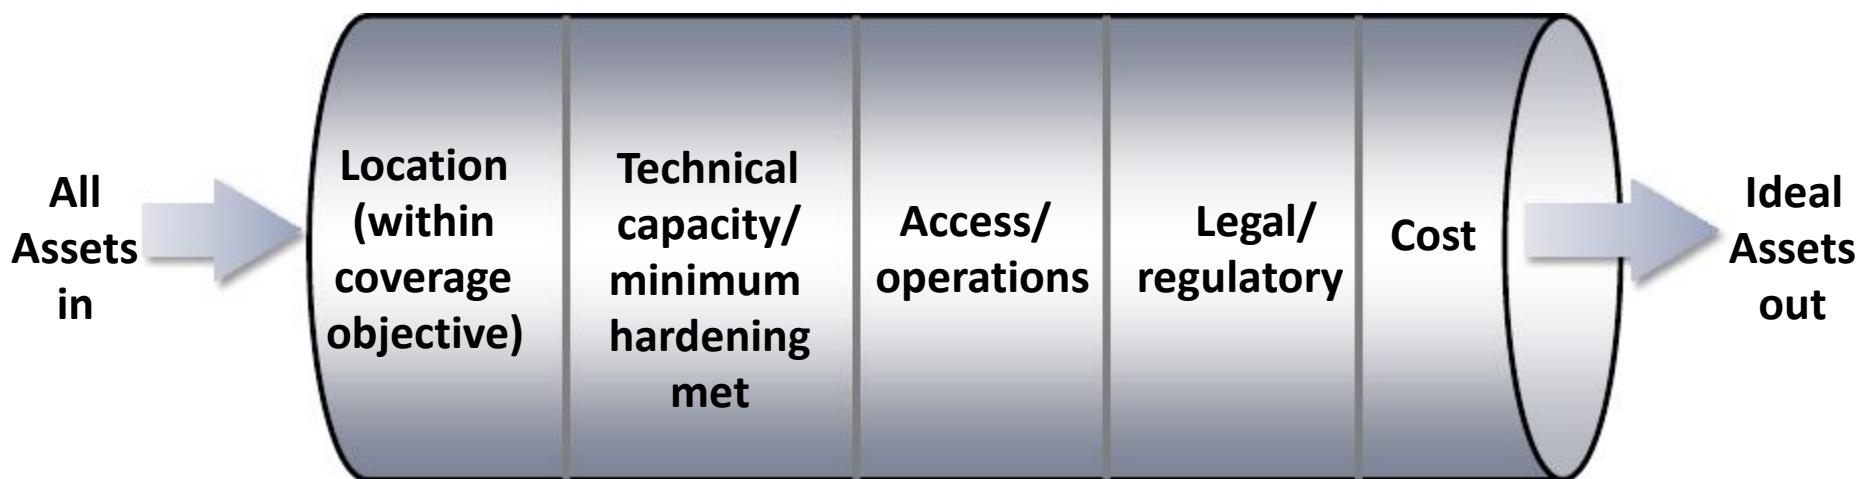 All
Assets
in
Location
(within
coverage
objective)
Technical
capacity/
minimum
hardening
met
Access/
operations
Legal/
regulatory
Cost
Ideal
Assets
out